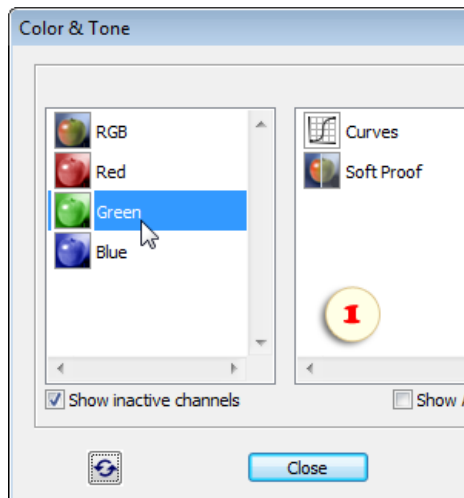 Color & Tone
RGB
Red
Green
Blue
Curves
Soft Proof
1
Show inactive channels
Show
Close